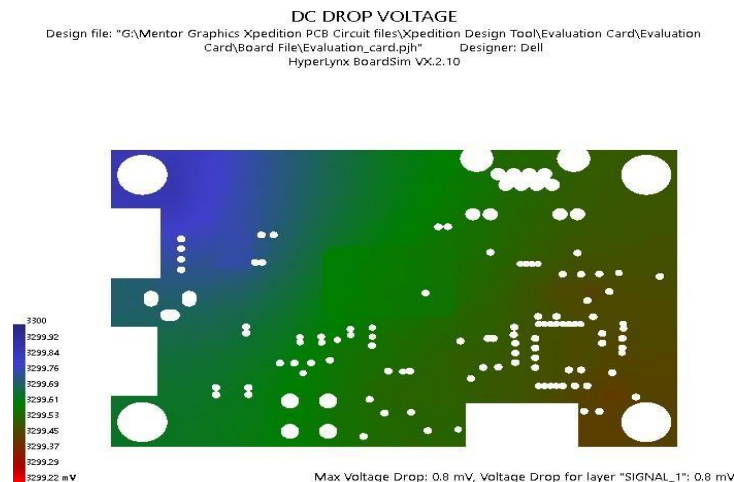 DC DROP VOLTAGE
Design file: "G:\Mentor Graphics Xpedition PCB Circuit files\Xpedition Design Tool\Evaluation Card\Evaluation
Card\Board File\Evaluation_card.pjh" Designer: Dell
HyperLynx BoardSim VX.2.10
3300
3299.92
3299.84
3299.76
3299.69
3299.61
3299.53
3299.45
3299.37
3299.29
3299.22 mV
Max Voltage Drop: 0.8 mV, Voltage Drop for layer "SIGNAL_1": 0.8 mV